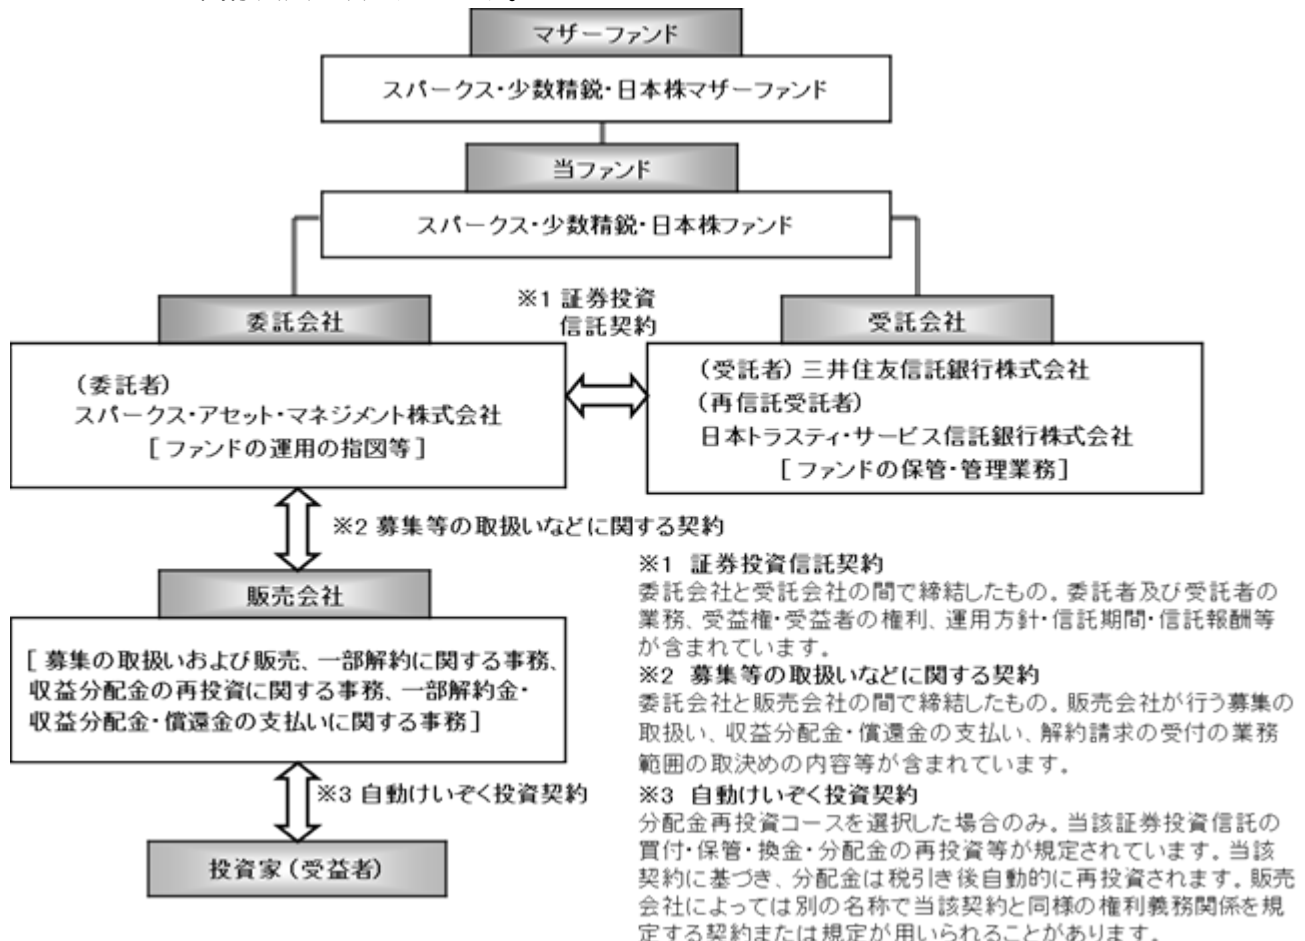 マザーファンド
スパークス・少数精鋭・日本株マザーファンド
当ファンド
スパークス・少数精鋭・日本株ファンド
※1 証券投資
信託契約
委託会社
(委託者)
スパークス・アセット・マネジメント株式会社
[ファンドの運用の指図等]
受託会社
(受託者) 三井住友信託銀行株式会社
(再信託受託者)
日本トラスティ・サービス信託銀行株式会社
[ファンドの保管・管理業務]
※2 募集等の取扱いなどに関する契約
販売会社
[募集の取扱いおよび販売、一部解約に関する事務、
収益分配金の再投資に関する事務、一部解約金・
収益分配金・償還金の支払いに関する事務]
※3 自動けいぞく投資契約
投資家(受益者)
※1 証券投資信託契約
委託会社と受託会社の間で締結したもの。委託者及び受託者の
業務、受益権・受益者の権利、運用方針・信託期間・信託報酬等
が含まれています。
※2 募集等の取扱いなどに関する契約
委託会社と販売会社の間で締結したもの。販売会社が行う募集の
取扱い、収益分配金・償還金の支払い、解約請求の受付の業務
範囲の取決めの内容等が含まれています。
※3 自動けいぞく投資契約
分配金再投資コースを選択した場合のみ。当該証券投資信託の
買付・保管・換金・分配金の再投資等が規定されています。当該
契約に基づき、分配金は税引き後自動的に再投資されます。販売
会社によっては別の名称で当該契約と同様の権利義務関係を規
定する契約または規定が用いられることがあります。